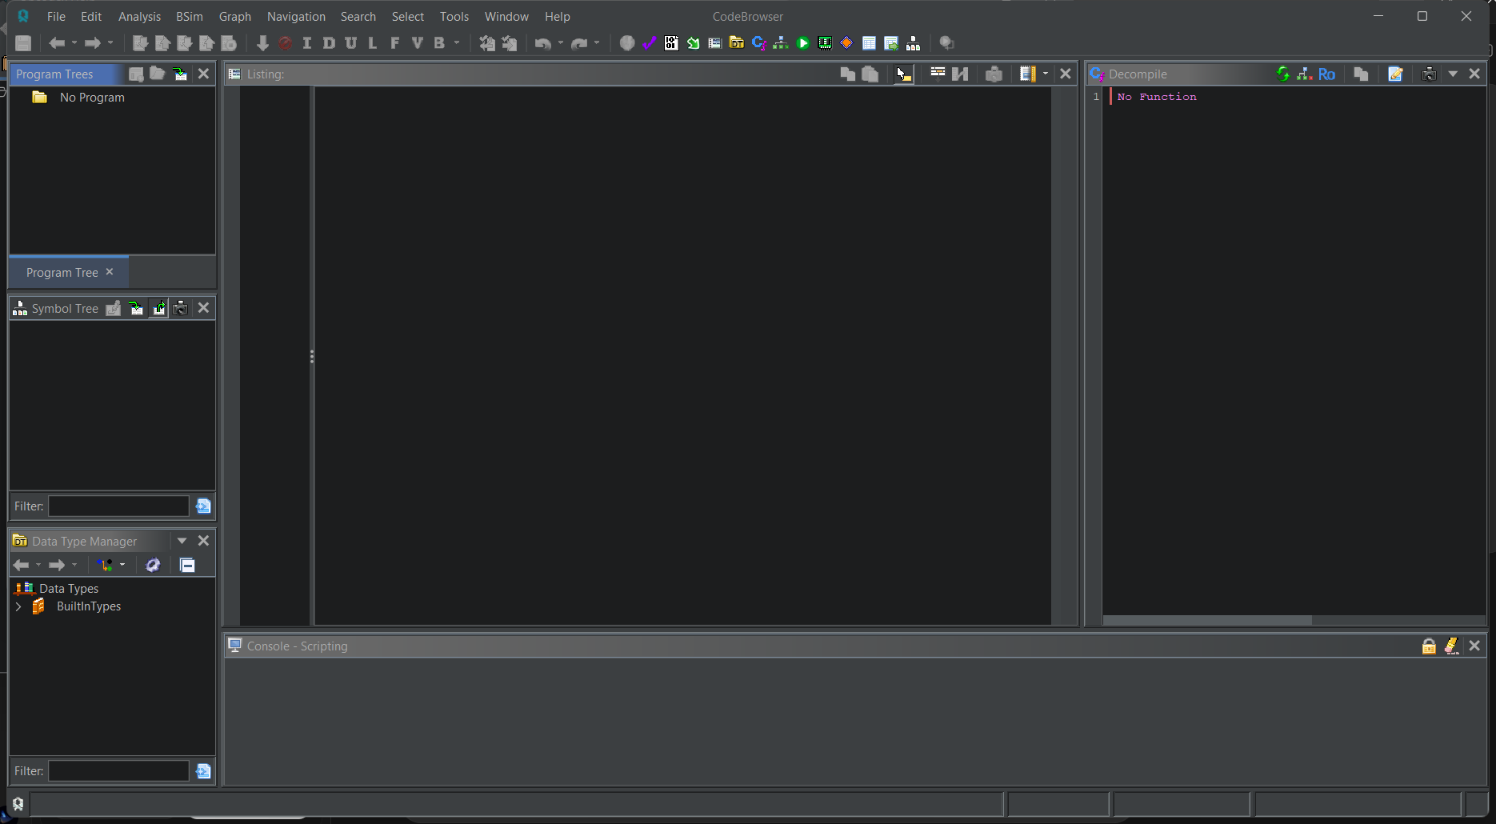 File Edit Analysis BSim Graph Navigation Search Select Tools Window Help CodeBrowser
I D U L F V B
Program Trees
No Program
Program Tree
Symbol Tree
Filter:
Data Type Manager
Data Types
BuiltInTypes
Filter:
Listing:
Decompile
Ro
1 No Function
Console - Scripting